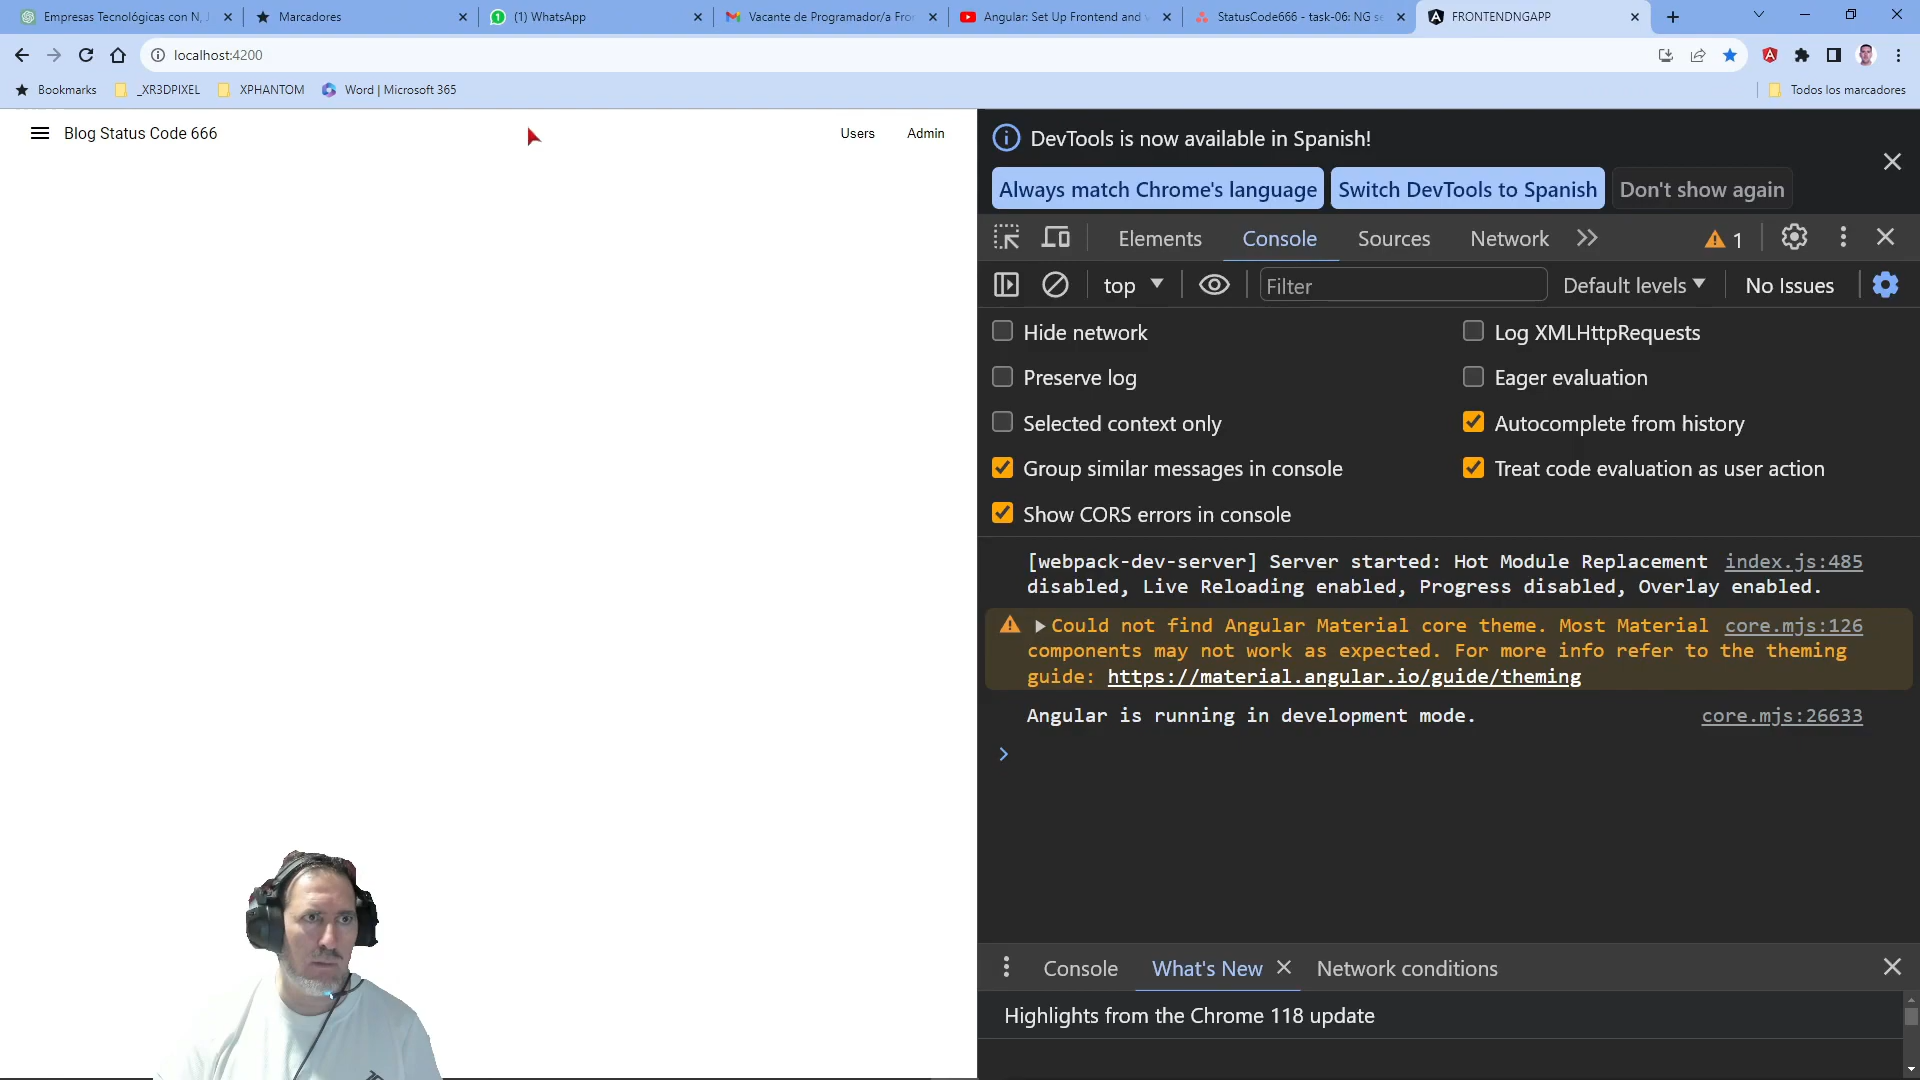 Empresas Tecnológicas con N, J
Marcadores
(1) WhatsApp
Vacante de Programador/a Fron
Angular: Set Up Frontend and v
StatusCode666 - task-06: NG se
FRONTENDNGAPP
localhost:4200
Bookmarks
_XR3DPIXEL
XPHANTOM
Word | Microsoft 365
Todos los marcadores
Blog Status Code 666
Users
Admin
DevTools is now available in Spanish!
Always match Chrome's language
Switch DevTools to Spanish
Don't show again
Elements
Console
Sources
Network
1
top
Filter
Default levels
No Issues
Hide network
Log XMLHttpRequests
Preserve log
Eager evaluation
Selected context only
Autocomplete from history
Group similar messages in console
Treat code evaluation as user action
Show CORS errors in console
[webpack-dev-server] Server started: Hot Module Replacement index.js:485
disabled, Live Reloading enabled, Progress disabled, Overlay enabled.
Could not find Angular Material core theme. Most Material core.mjs:126
components may not work as expected. For more info refer to the theming
guide: https://material.angular.io/guide/theming
Angular is running in development mode. core.mjs:26633
Console
What's New
Network conditions
Highlights from the Chrome 118 update